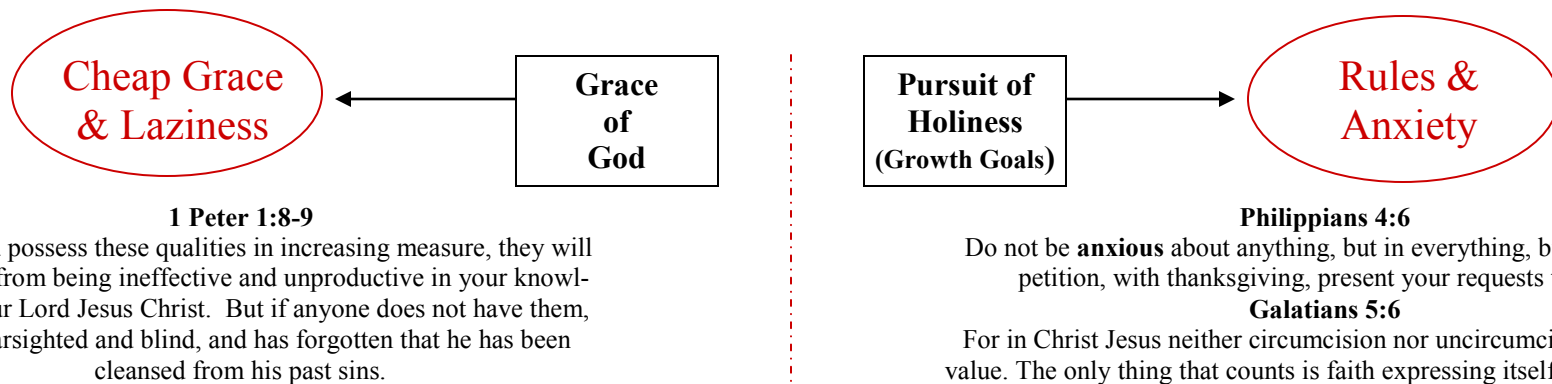 Cheap Grace
& Laziness
Grace
of
God
1 Peter 1:8-9
possess these qualities in increasing measure, they will
from being ineffective and unproductive in your knowl-
Lord Jesus Christ. But if anyone does not have them,
and blind, and has forgotten that he has been
cleansed from his past sins.
Pursuit of
Holiness
(Growth Goals)
Rules &
Anxiety
Philippians 4:6
Do not be anxious about anything, but in everything, b
petition, with thanksgiving, present your requests
Galatians 5:6
For in Christ Jesus neither circumcision nor uncircumci
value. The only thing that counts is faith expressing itself